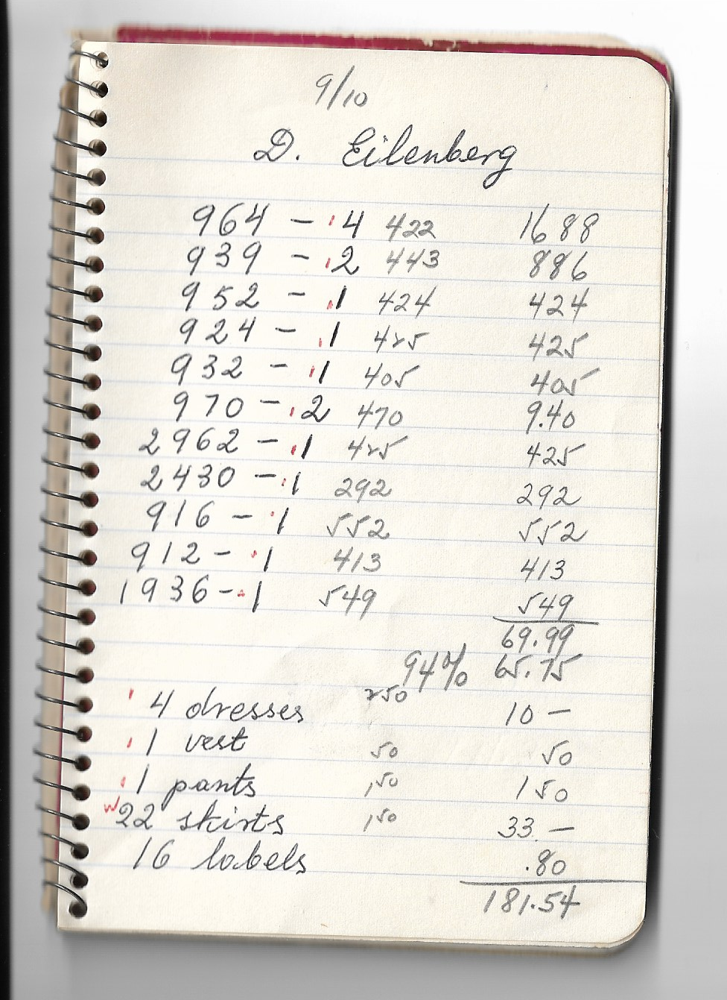 9/10
D. Eilenberg
964 - 4 422 1688
939 - 2 443 886
952 - 1 424 424
924 - 1 425 425
932 - 1 405 405
970 - 2 470 9.40
2962 - 1 425 425
2430 - 1 292 292
916 - 1 552 552
912 - 1 413 413
1936 - 1 549 549
69.99
94% 65.75
4 dresses 250 10 -
1 vest 50 50
1 pants 150 150
22 skirts 150 33. -
16 labels .80
181.54